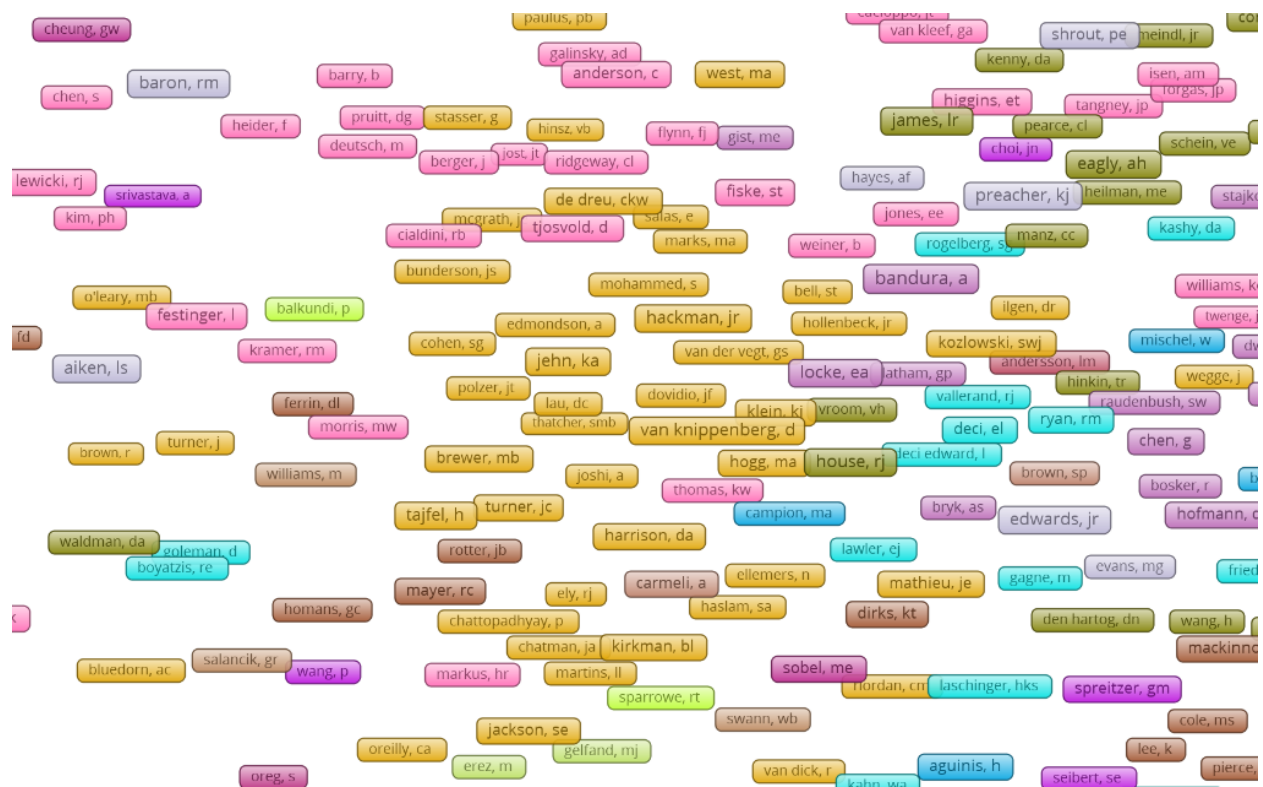 paulus, pb
van kleef, ga
cheung, gw
shrout, pe
meindl, jr
galinsky, ad
kenny, da
barry, b
anderson, c
west, ma
isen, am
baron, rm
forgas, jp
chen, s
higgins, et
tangney, jp
pruitt, dg
stasser, g
james, lr
heider, f
hinsz, vb
flynn, fj
gist, me
pearce, cl
deutsch, m
choi, jn
schein, ve
berger, j
jost, jt
ridgeway, cl
eagly, ah
lewicki, rj
srivastava, a
fiske, st
hayes, af
preacher, kj
heilman, me
stajk
de dreu, ckw
kim, ph
mcgrath, j
salas, e
jones, ee
cialdini, rb
tjosvold, d
marks, ma
weiner, b
rogelberg, sg
manz, cc
kashy, da
bunderson, js
mohammed, s
bandura, a
bell, st
williams, k
o'leary, mb
festinger, l
balkundi, p
ilgen, dr
edmondson, a
hackman, jr
hollenbeck, jr
twenge, j
fd
kramer, rm
cohen, sg
van der vegt, gs
kozlowski, swj
mischel, w
aiken, ls
jehn, ka
locke, ea
latham, gp
andersson, lm
hinkin, tr
wegge, j
polzer, jt
dovidio, jf
vallerand, rj
raudenbush, sw
ferrin, dl
lau, dc
klein, kj
vroom, vh
morris, mw
thatcher, smb
van knippenberg, d
deci, el
ryan, rm
brown, r
turner, j
chen, g
brewer, mb
hogg, ma
house, rj
deci edward, l
williams, m
joshi, a
brown, sp
thomas, kw
bosker, r
tajfel, h
turner, jc
campion, ma
bryk, as
edwards, jr
hofmann, d
waldman, da
goleman, d
harrison, da
rotter, jb
lawler, ej
boyatzis, re
evans, mg
fried
mayer, rc
carmeli, a
ellemers, n
mathieu, je
gagne, m
ely, rj
homans, gc
haslam, sa
dirks, kt
chattopadhyay, p
den hartog, dn
wang, h
chatman, ja
kirkman, bl
mackinno
bluedorn, ac
salancik, gr
wang, p
markus, hr
martins, ll
sobel, me
riordan, cm
laschinger, hks
spreitzer, gm
sparrowe, rt
swann, wb
cole, ms
jackson, se
oreilly, ca
gelfand, mj
lee, k
erez, m
oreg, s
van dick, r
aguinis, h
pierce,
seibert, se
kahn, wa